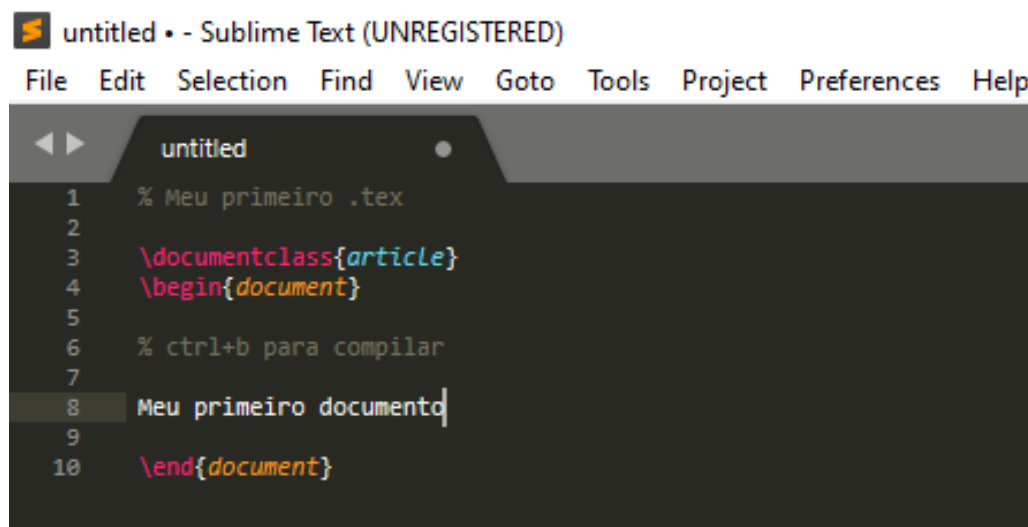 untitled • - Sublime Text (UNREGISTERED)
File Edit Selection Find View Goto Tools Project Preferences Help
untitled
1 % Meu primeiro .tex
2
3 \documentclass{article}
4 \begin{document}
5
6 % ctrl+b para compilar
7
8 Meu primeiro documento
9
10 \end{document}